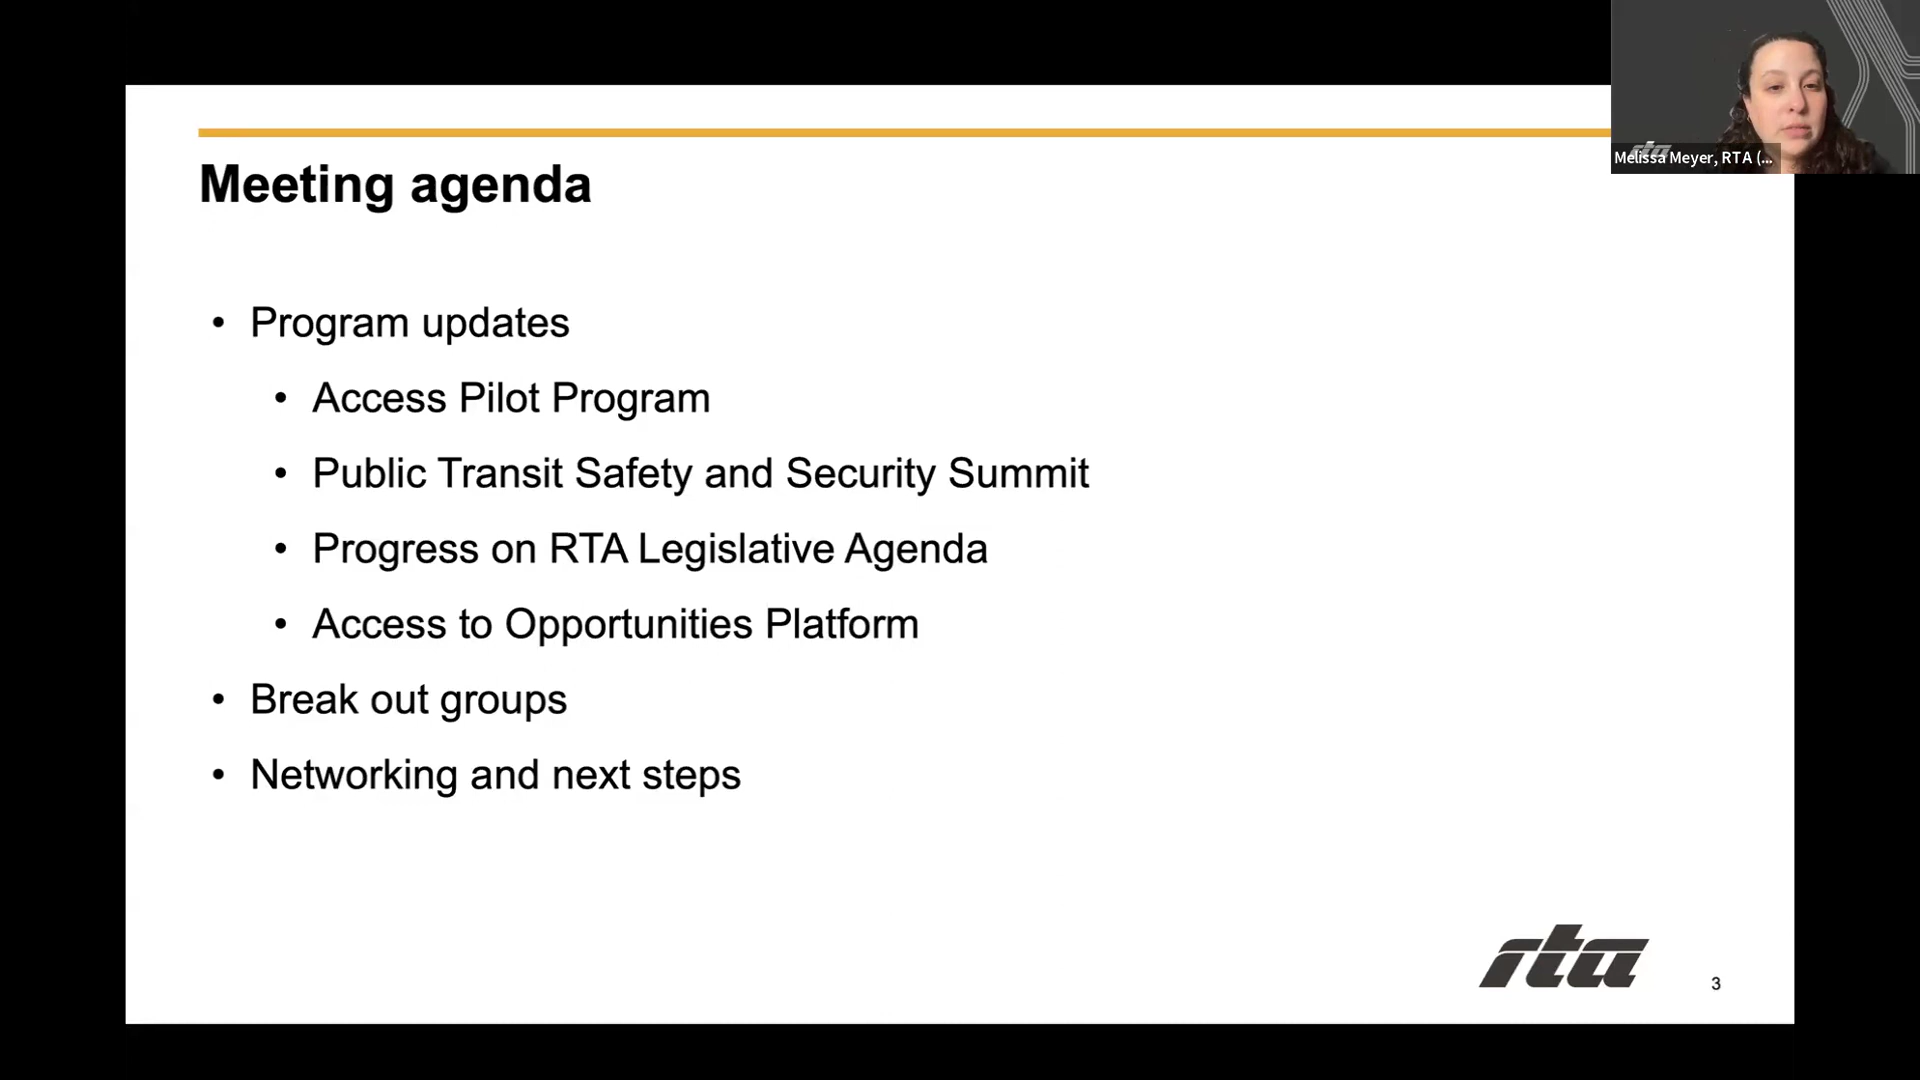 Melissa Meyer, RTA (...
Meeting agenda
• Program updates
• Access Pilot Program
• Public Transit Safety and Security Summit
• Progress on RTA Legislative Agenda
• Access to Opportunities Platform
• Break out groups
• Networking and next steps
rta
3